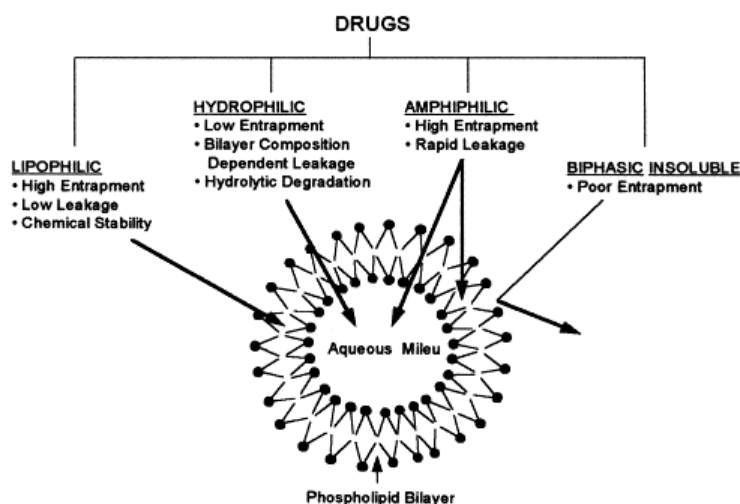 DRUGS
LIPOPHILIC
• High Entrapment
• Low Leakage
• Chemical Stability
HYDROPHILIC
• Low Entrapment
• Bilayer Composition
Dependent Leakage
• Hydrolytic Degradation
AMPHIPHILIC
• High Entrapment
• Rapid Leakage
BIPHASIC INSOLUBLE
• Poor Entrapment
Aqueous Mileu
Phospholipid Bilayer